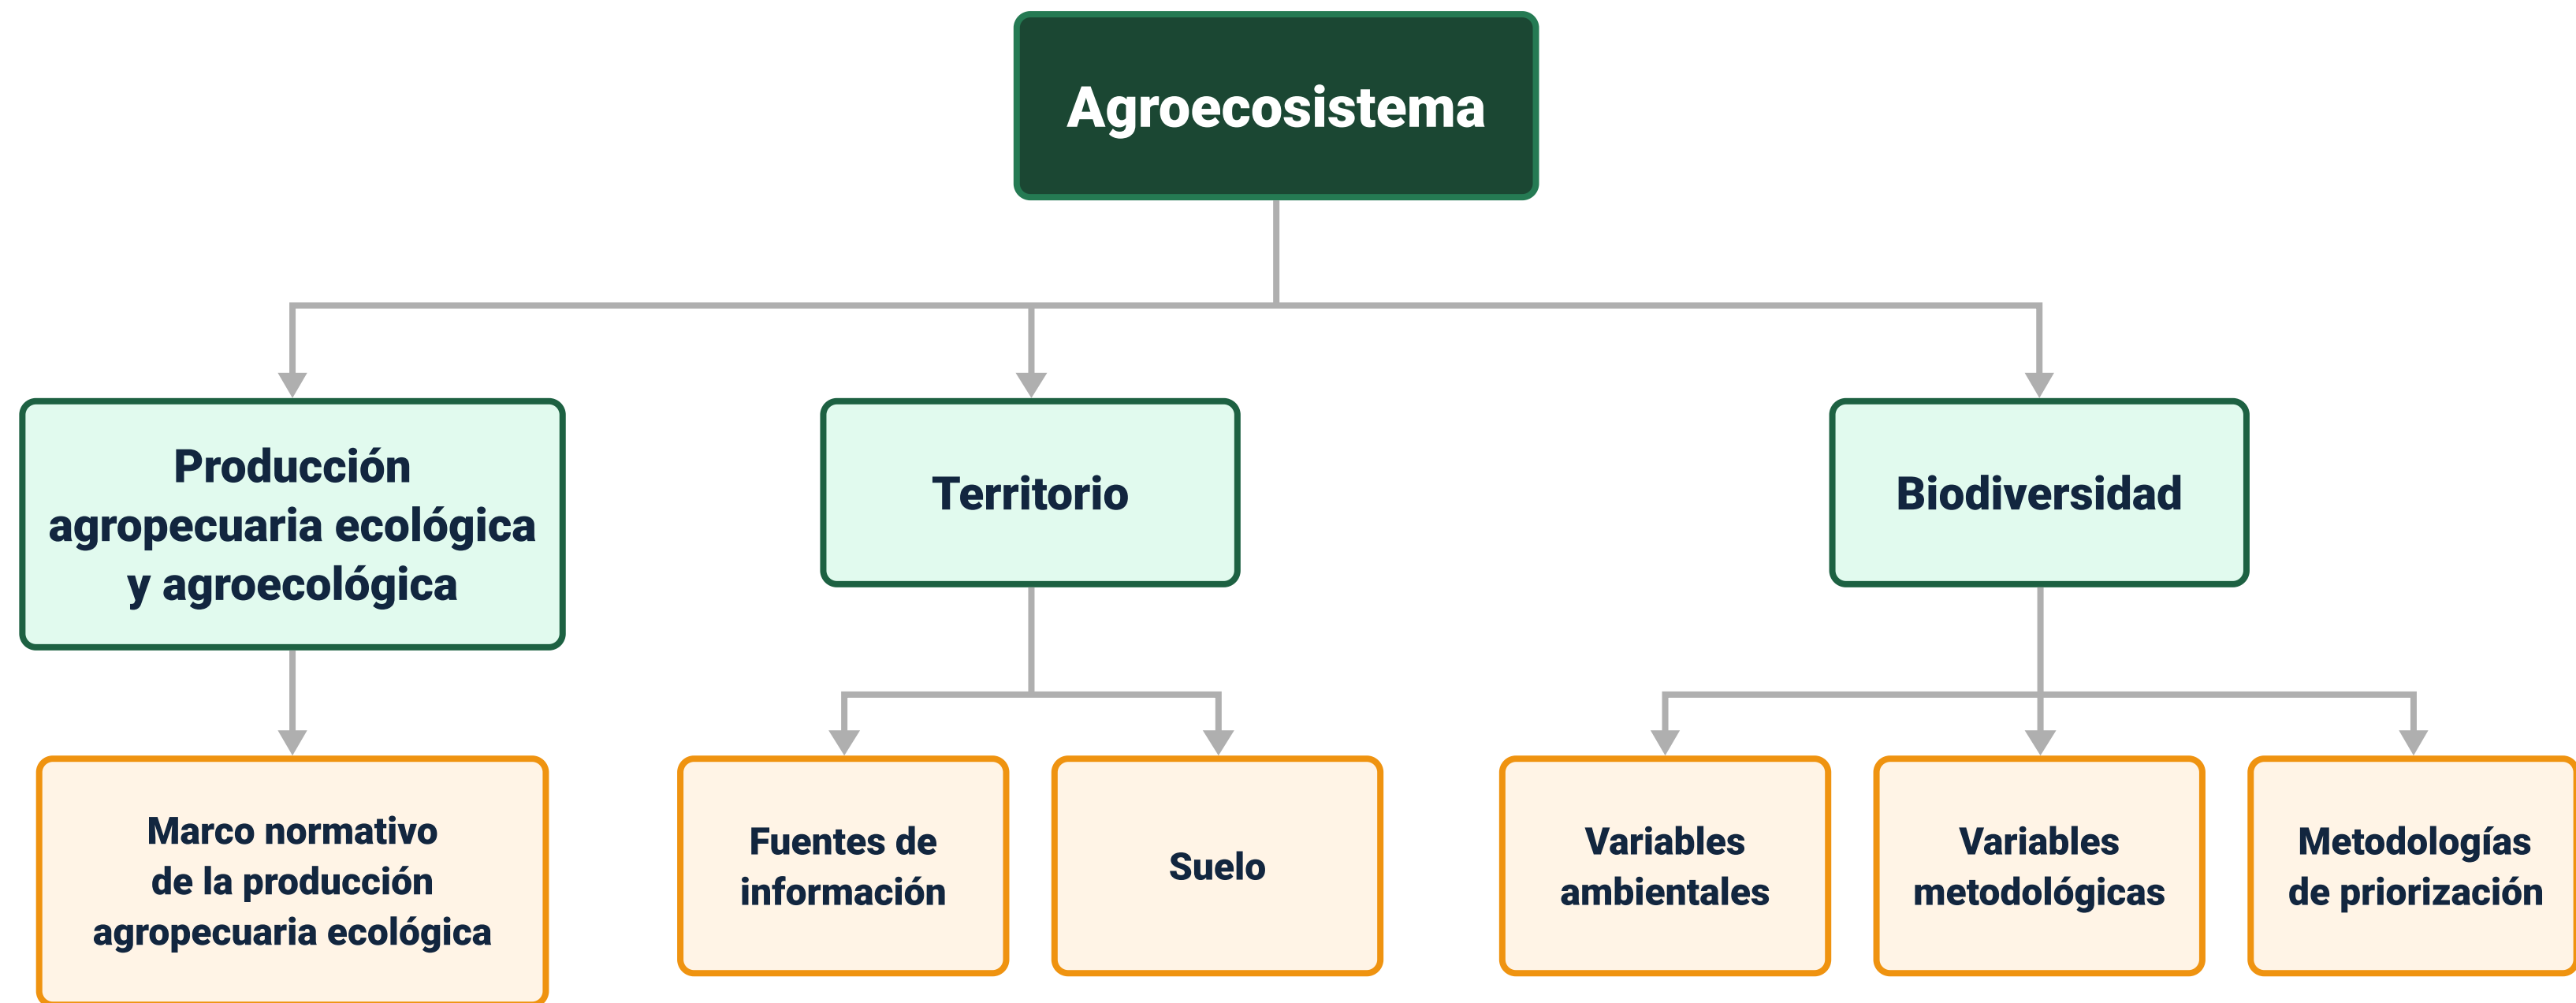 Agroecosistema
Producción
agropecuaria ecológica
y agroecológica
Territorio
Biodiversidad
Marco normativo
de la producción
agropecuaria ecológica
Fuentes de
información
Suelo
Variables
ambientales
Variables
metodológicas
Metodologías
de priorización